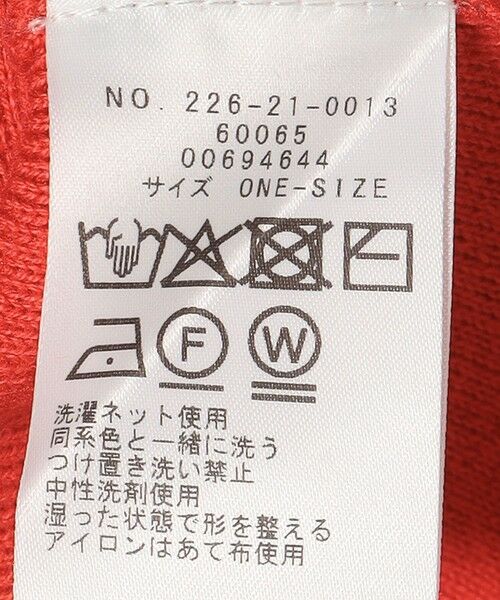 NO. 226-21-0013
60065
00694644
サイズ ONE-SIZE
F W
洗濯ネット使用
同系色と一緒に洗う
つけ置き洗い禁止
中性洗剤使用
湿った状態で形を整える
アイロンはあて布使用